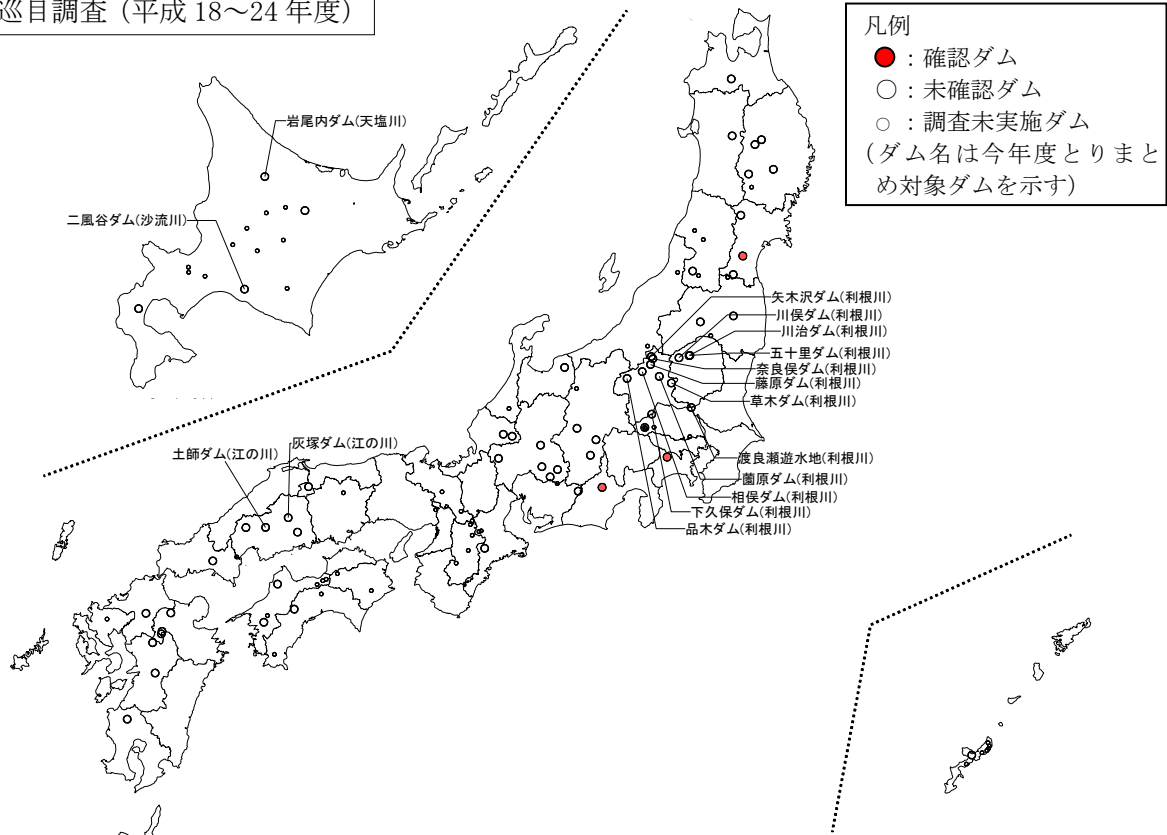 巡目調査（平成 18～24 年度）
凡例
●：確認ダム
○：未確認ダム
○：調査未実施ダム
(ダム名は今年度とりまと
め対象ダムを示す)
岩尾内ダム(天塩川)
二風谷ダム(沙流川)
矢木沢ダム(利根川)
川俣ダム(利根川)
川治ダム(利根川)
五十里ダム(利根川)
奈良俣ダム(利根川)
藤原ダム(利根川)
草木ダム(利根川)
灰塚ダム(江の川)
土師ダム(江の川)
渡良瀬遊水地(利根川)
薗原ダム(利根川)
相俣ダム(利根川)
下久保ダム(利根川)
品木ダム(利根川)